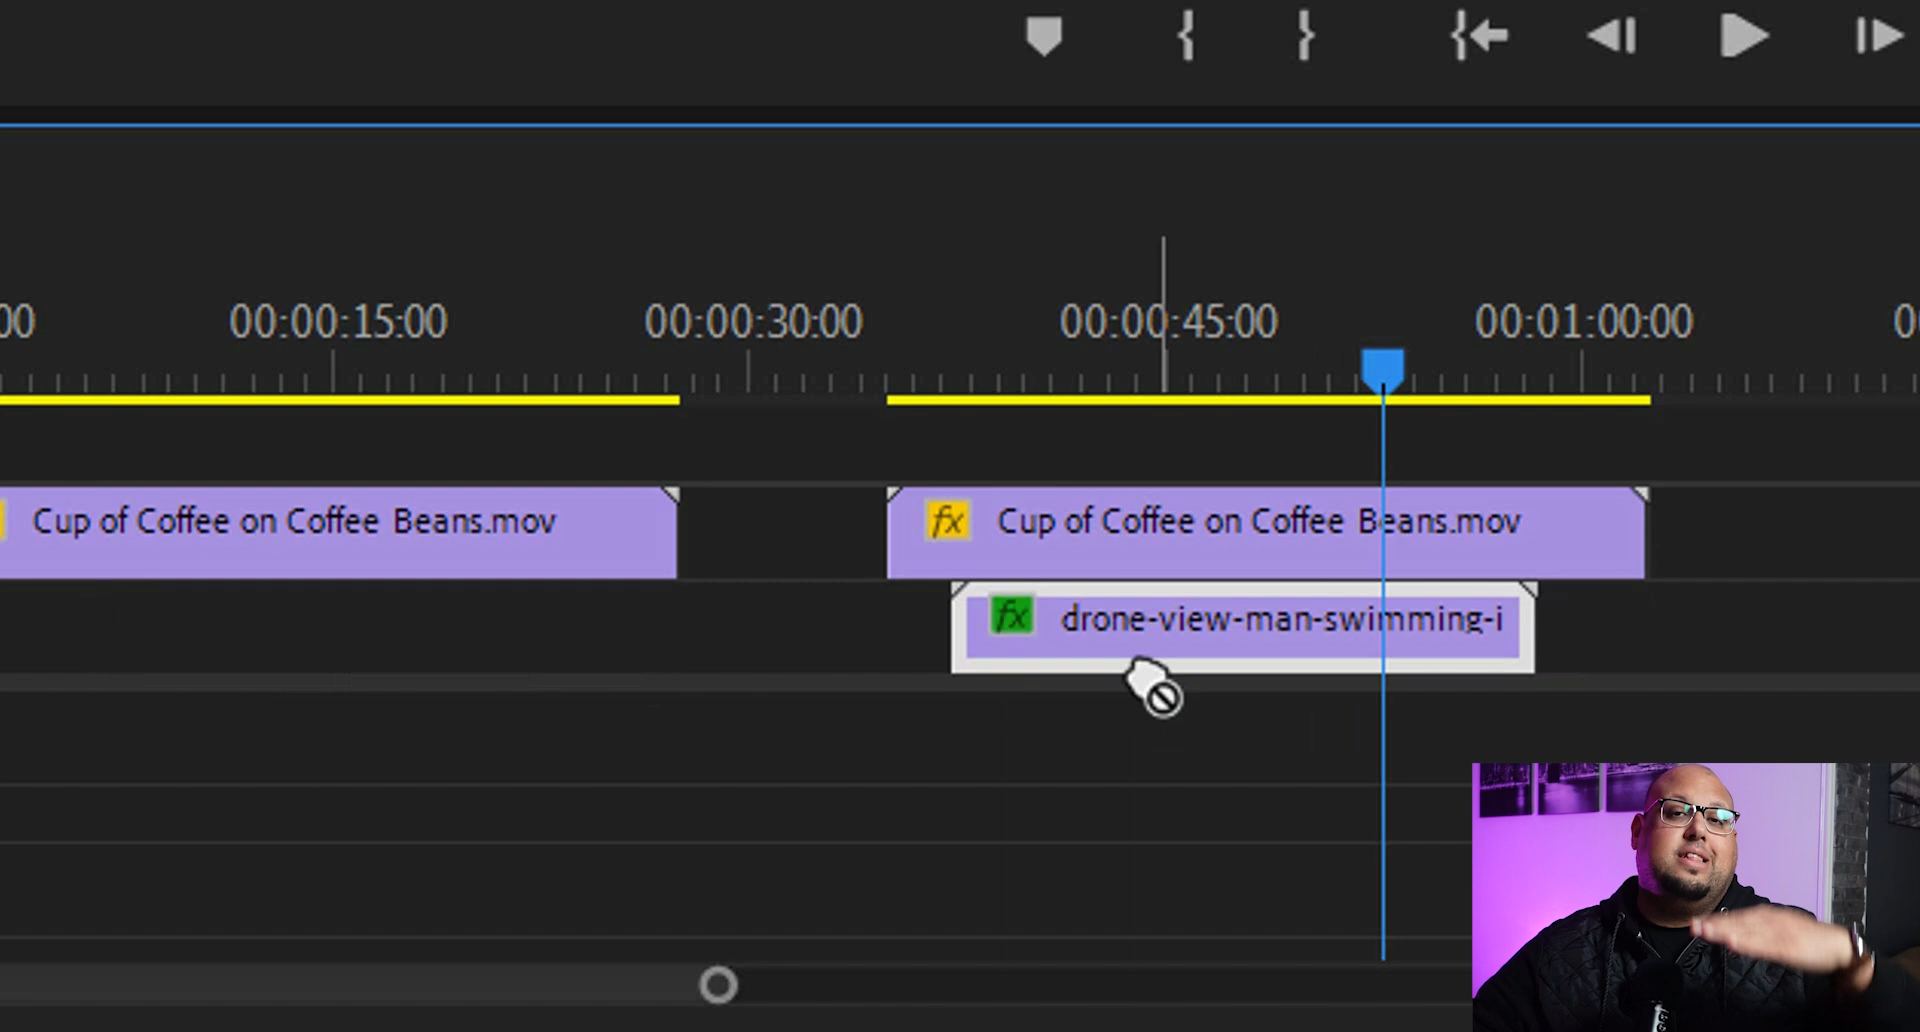 00 00:00:15:00 00:00:30:00 00:00:45:00 00:01:00:00 0
Cup of Coffee on Coffee Beans.mov fx Cup of Coffee on Coffee Beans.mov
fx drone-view-man-swimming-i